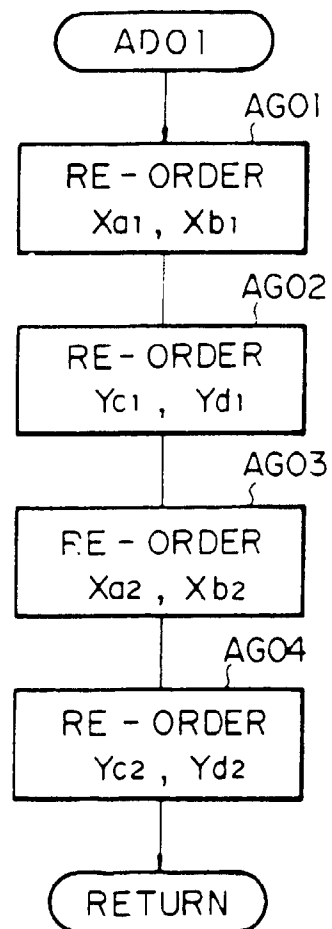 AD01
AG01
RE-ORDER
Xa1, Xb1
AG02
RE-ORDER
Yc1, Yd1
AG03
RE-ORDER
Xa2, Xb2
AG04
RE-ORDER
Yc2, Yd2
RETURN